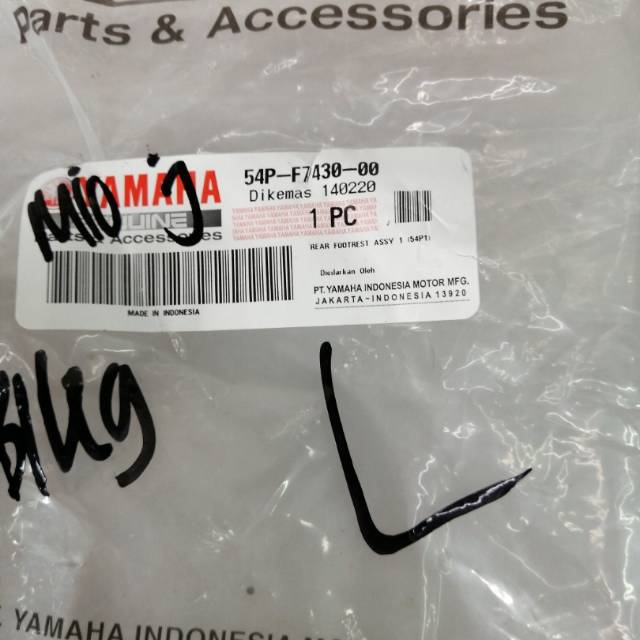 Parts & Accessories
YAMAHA
54P-F7430-00
Dikemas 140220
Mio j
1 PC
& Accessories
REAR FOOTREST ASSY 1 (54P1)
Diedarkan Oleh
PT. YAMAHA INDONESIA MOTOR MFG.
JAKARTA-INDONESIA 13920
MADE IN INDONESIA
L
YAMAHA INDONESIA